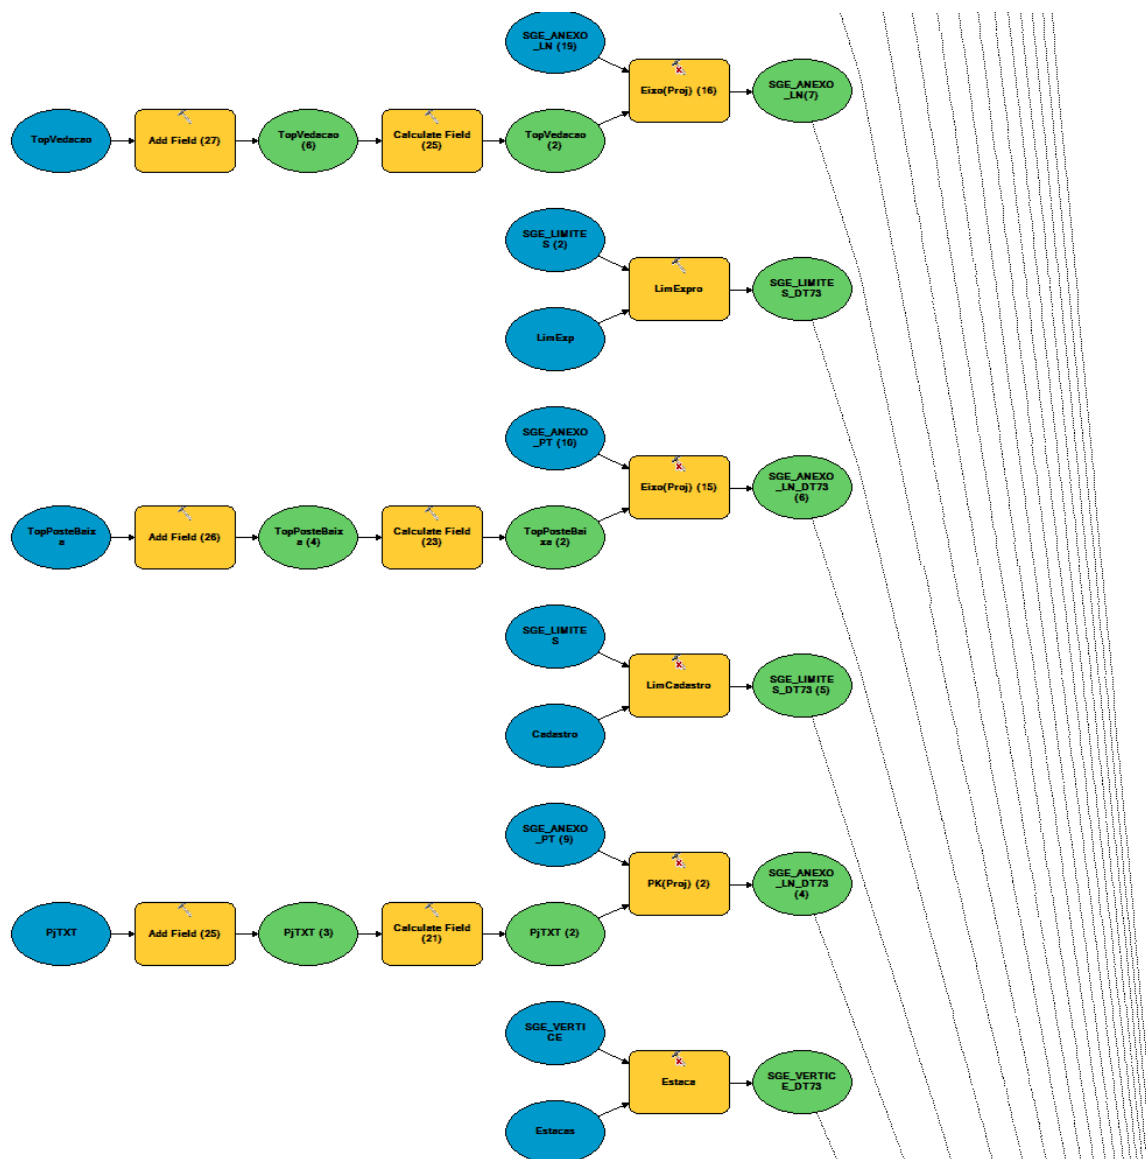 SGE_ANEXO
_LN (19)
Eixo(Proj) (16)
SGE_ANEXO
_LN(7)
TopVedacao
Add Field (27)
TopVedacao
(6)
Calculate Field
(25)
TopVedacao
(2)
SGE_LIMITE
S (2)
LimExpro
SGE_LIMITE
S_DT73
LimExp
SGE_ANEXO
_PT (10)
Eixo(Proj) (15)
SGE_ANEXO
_LN_DT73
(6)
TopPosteBaix
a
Add Field (26)
TopPosteBaix
a (4)
Calculate Field
(23)
TopPosteBai
xa (2)
SGE_LIMITE
S
LimCadastro
SGE_LIMITE
S_DT73 (5)
Cadastro
SGE_ANEXO
_PT (9)
PK(Proj) (2)
SGE_ANEXO
_LN_DT73
(4)
PjTXT
Add Field (25)
PjTXT (3)
Calculate Field
(21)
PjTXT (2)
SGE_VERTI
CE
Estaca
SGE_VERTIC
E_DT73
Estacas